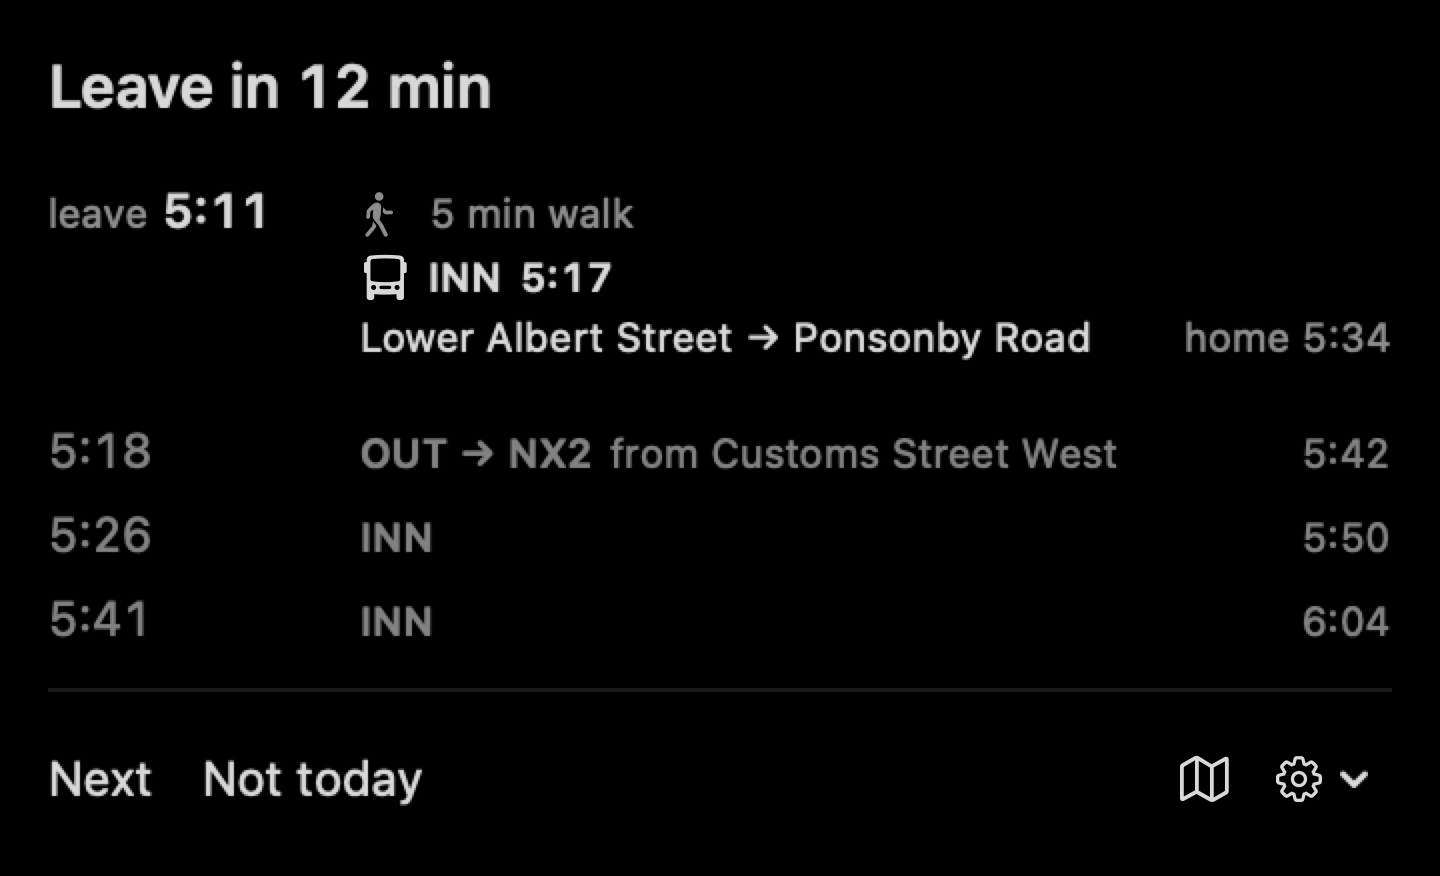 Leave in 12 min
leave 5:11 5 min walk
INN 5:17
Lower Albert Street → Ponsonby Road home 5:34
5:18 OUT → NX2 from Customs Street West 5:42
5:26 INN 5:50
5:41 INN 6:04
Next Not today